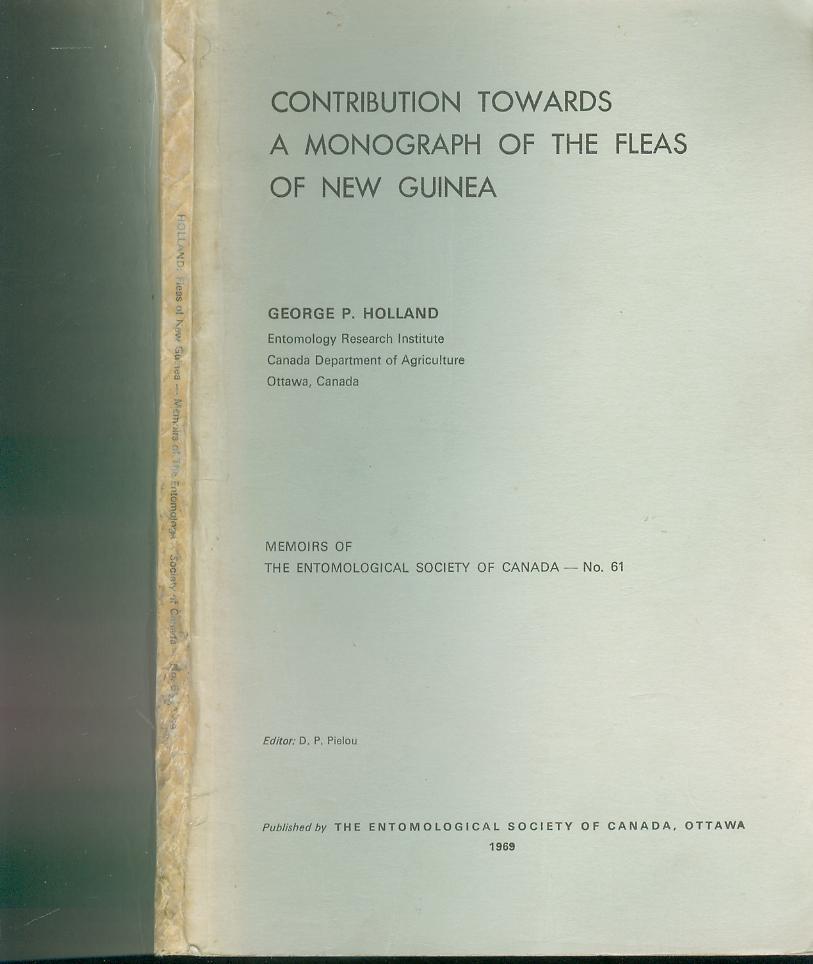 CONTRIBUTION TOWARDS
A MONOGRAPH OF THE FLEAS
OF NEW GUINEA
GEORGE P. HOLLAND
Entomology Research Institute
Canada Department of Agriculture
Ottawa, Canada
MEMOIRS OF
THE ENTOMOLOGICAL SOCIETY OF CANADA — No. 61
Editor: D. P. Pielou
Published by THE ENTOMOLOGICAL SOCIETY OF CANADA, OTTAWA
1969
HOLLAND: Fleas of New Guinea — Memoirs of The Society of Canada —